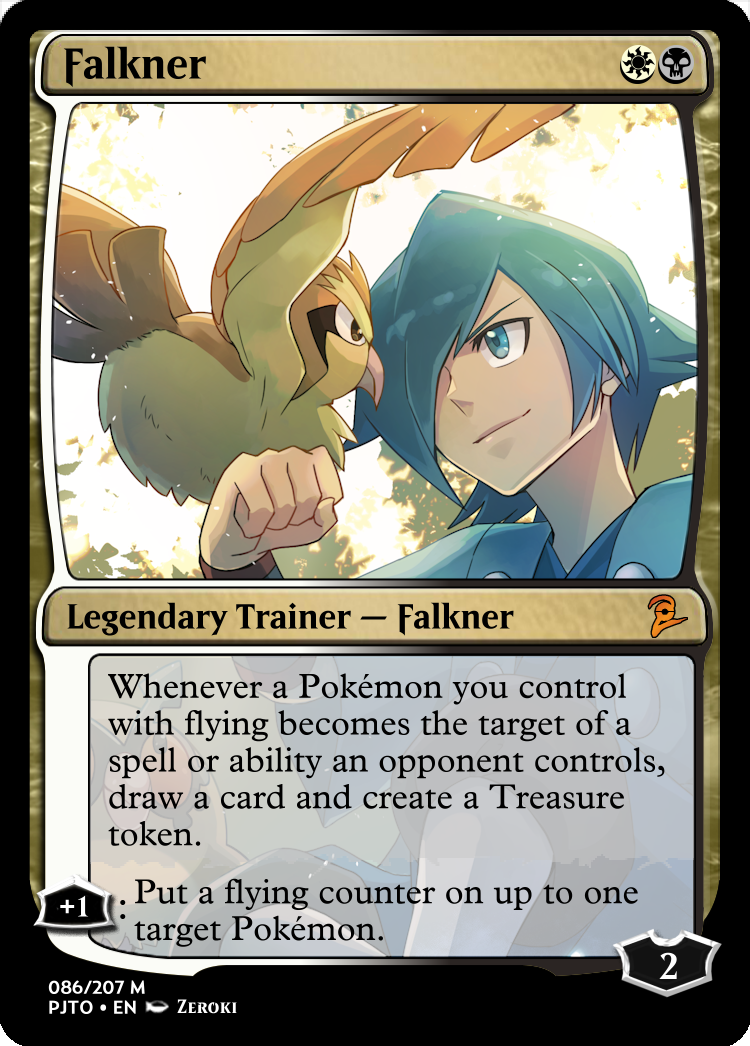 Falkner
Legendary Trainer — Falkner
Whenever a Pokémon you control
with flying becomes the target of a
spell or ability an opponent controls,
draw a card and create a Treasure
token.
+1 : Put a flying counter on up to one
target Pokémon.
2
086/207 M
PJTO • EN Zeroki